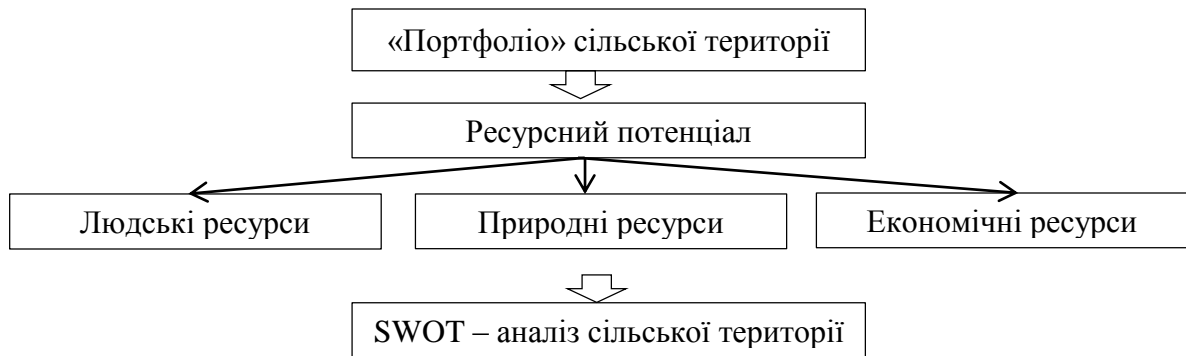 «Портфоліо» сільської території
Ресурсний потенціал
Людські ресурси
Природні ресурси
Економічні ресурси
SWOT – аналіз сільської території